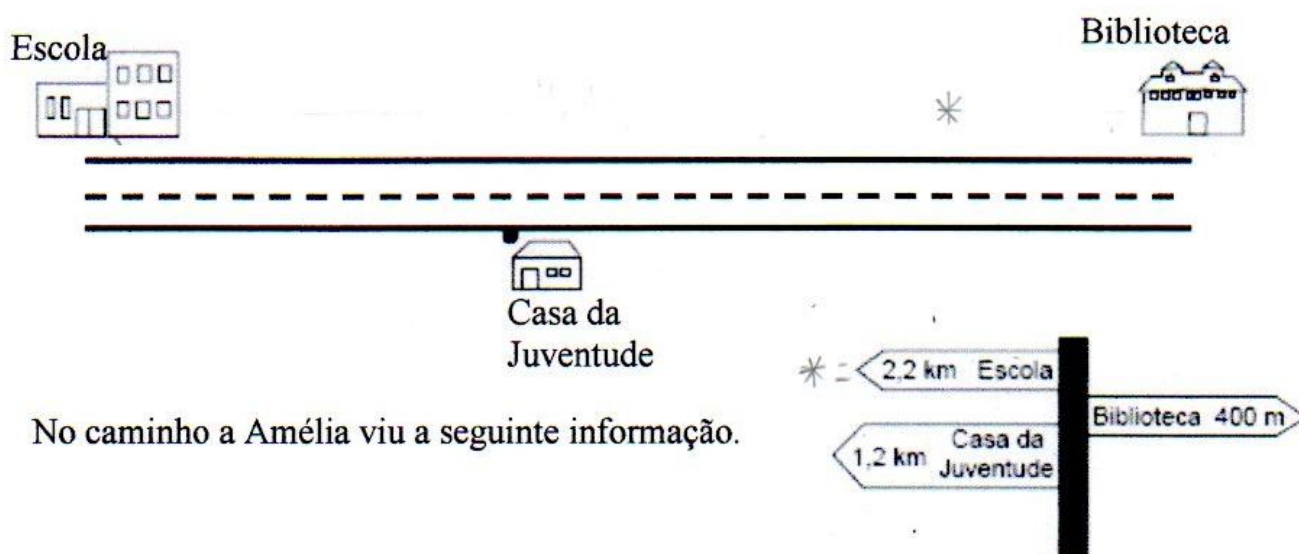 Escola
Biblioteca
Casa da
Juventude
No caminho a Amélia viu a seguinte informação.
2,2 km Escola
Biblioteca 400 m
1,2 km Casa da
Juventude